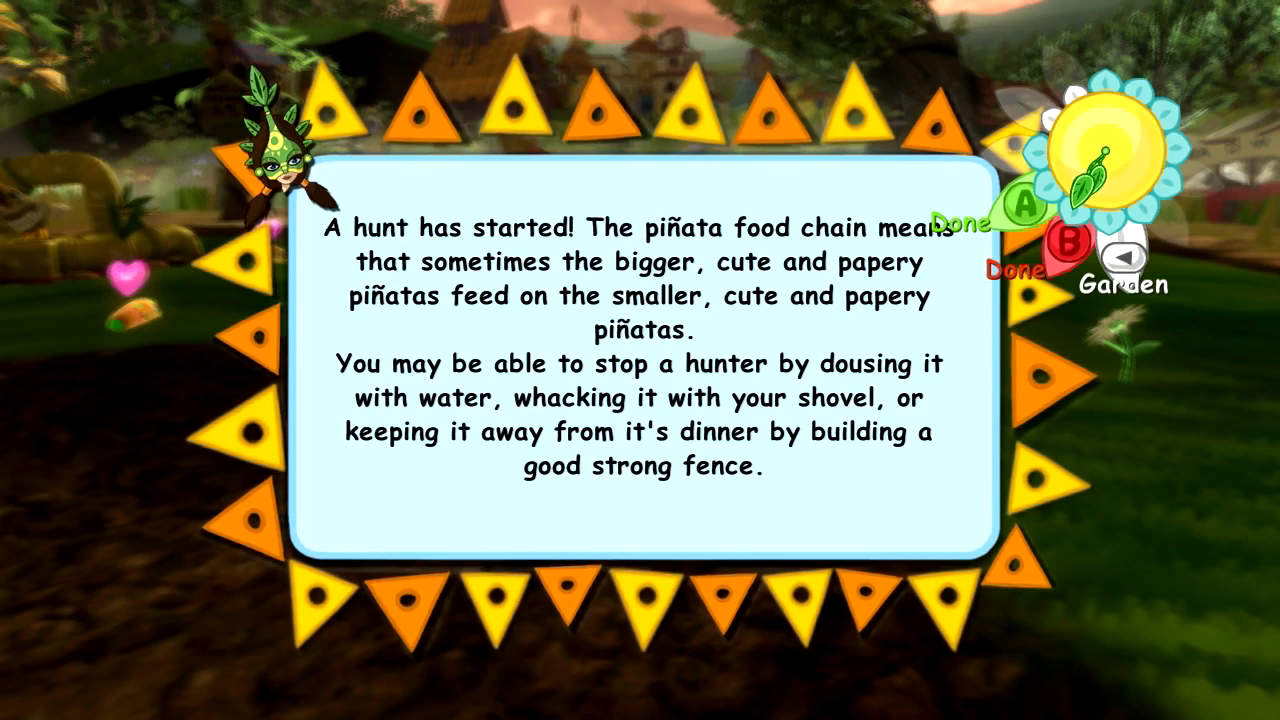 A hunt has started! The piñata food chain means
that sometimes the bigger, cute and papery
piñatas feed on the smaller, cute and papery
piñatas.
You may be able to stop a hunter by dousing it
with water, whacking it with your shovel, or
keeping it away from it's dinner by building a
good strong fence.
A
Done
B
Done
Garden